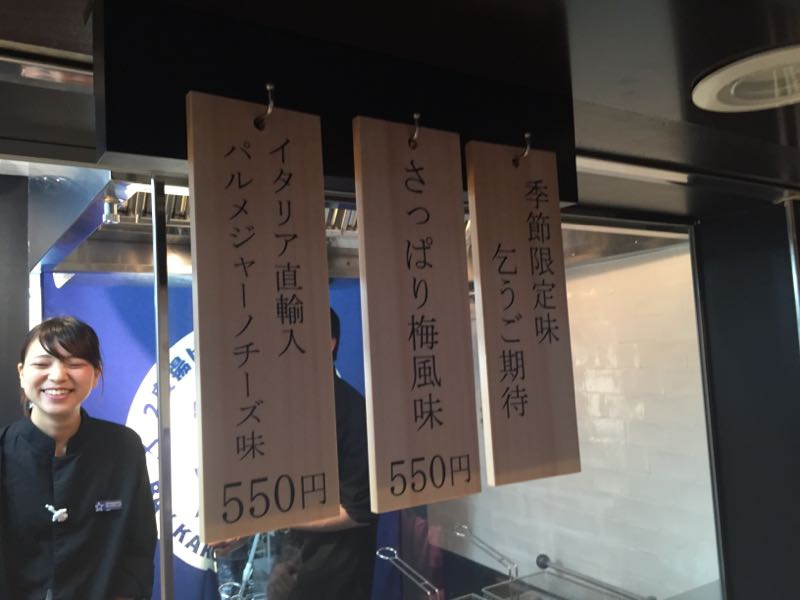 季節限定味
乞うご期待
さっぱり梅風味
550円
イタリア直輸入
パルメジャーノチーズ味
550円